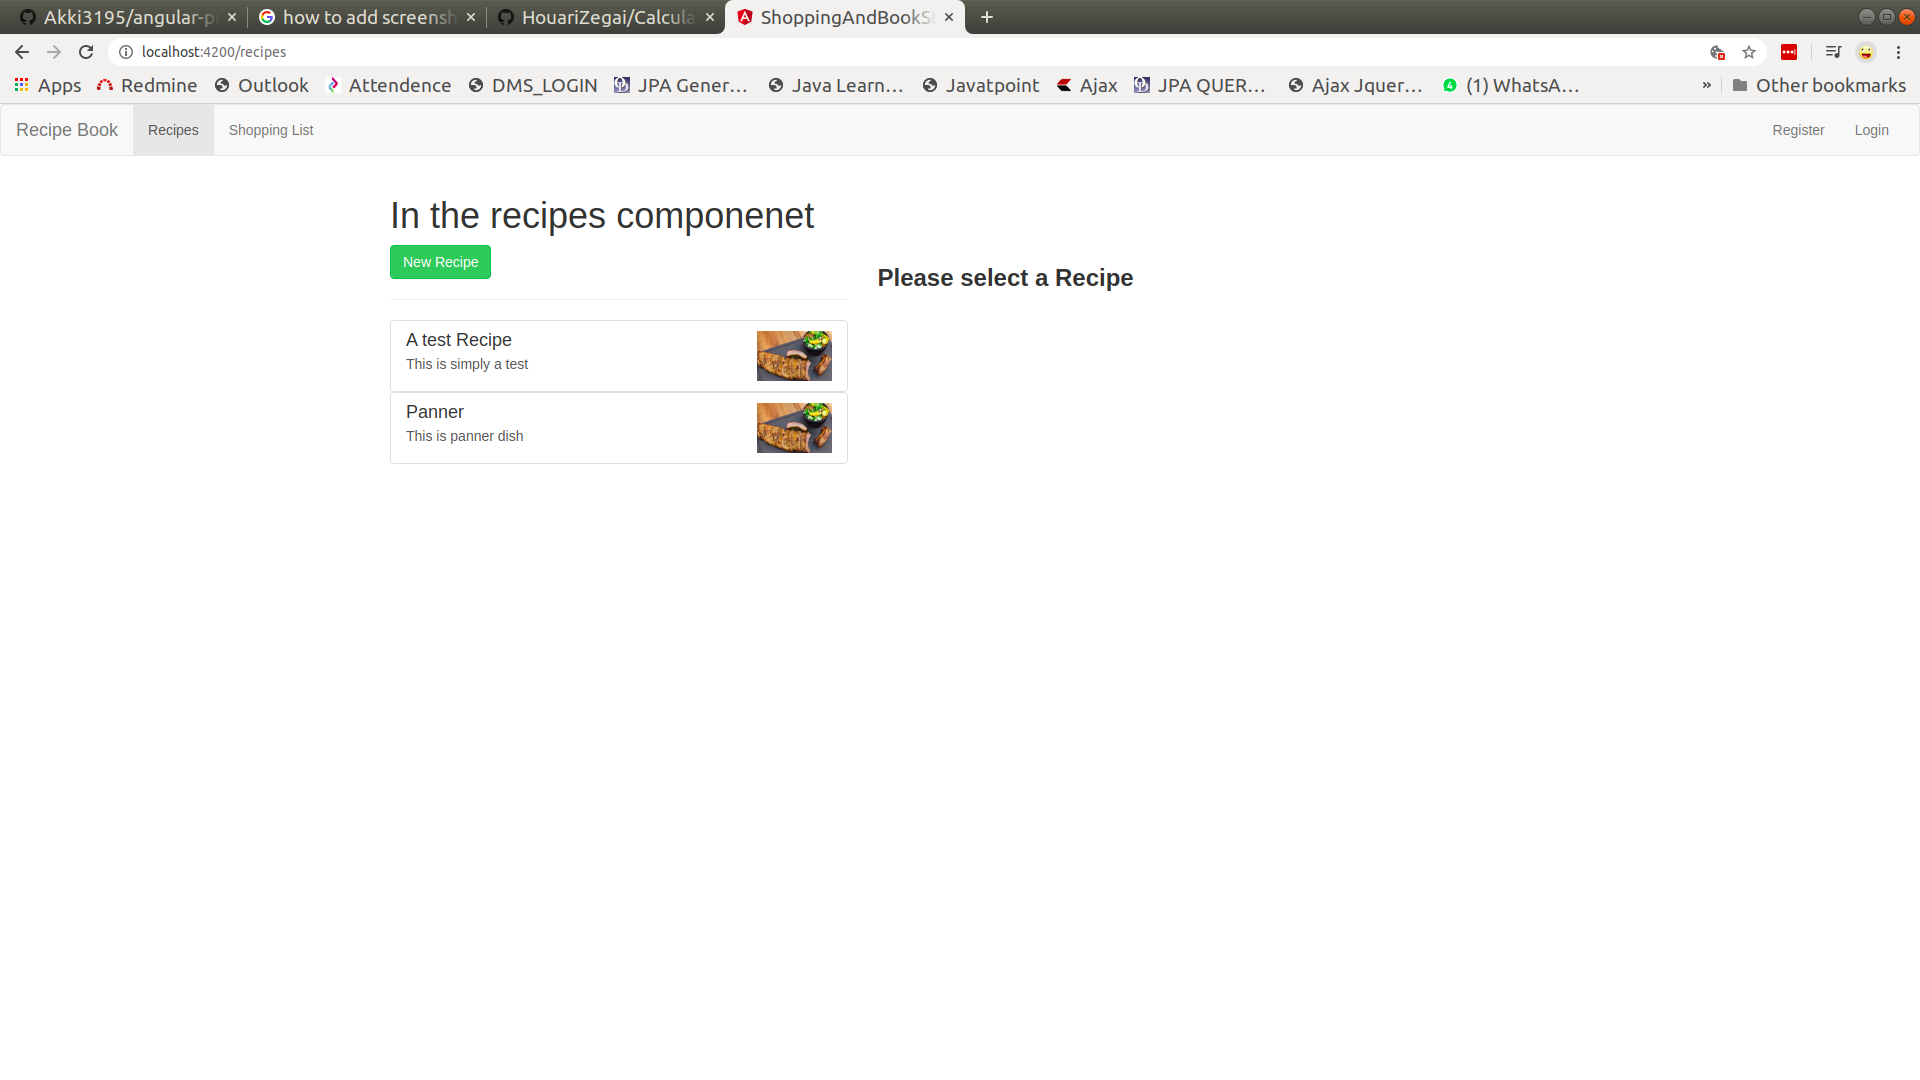 Akki3195/angular-p
how to add screensh
HouariZegai/Calcula
ShoppingAndBookS
localhost:4200/recipes
Apps Redmine Outlook Attendence DMS_LOGIN JPA Gener... Java Learn... Javatpoint Ajax JPA QUER... Ajax Jquer... (1) WhatsA... » Other bookmarks
Recipe Book Recipes Shopping List Register Login
In the recipes componenet
New Recipe
Please select a Recipe
A test Recipe
This is simply a test
Panner
This is panner dish